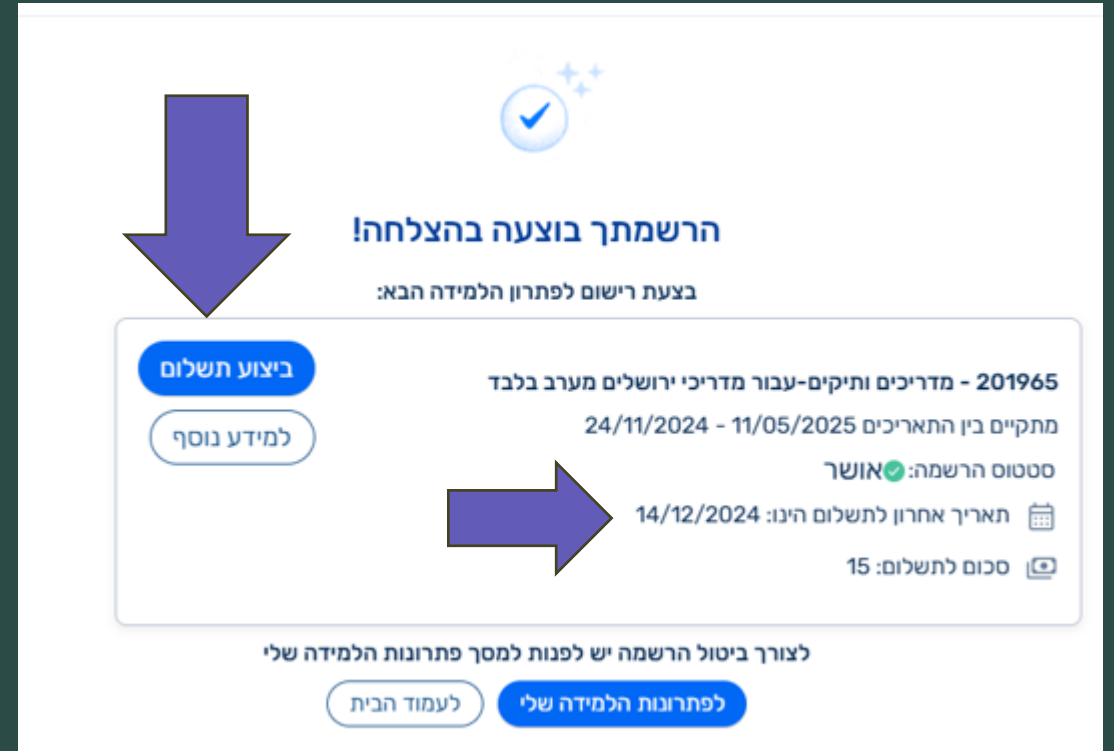 הרשמתך בוצעה בהצלחה!
בצעת רישום לפתרון הלמידה הבא:
201965 - מדריכים ותיקים-עבור מדריכי ירושלים מערב בלבד
מתקיים בין התאריכים 11/05/2025 - 24/11/2024
סטטוס הרשמה: אושר
תאריך אחרון לתשלום הינו: 14/12/2024
סכום לתשלום: 15
ביצוע תשלום
למידע נוסף
לצורך ביטול הרשמה יש לפנות למסך פתרונות הלמידה שלי
לפתרונות הלמידה שלי
לעמוד הבית